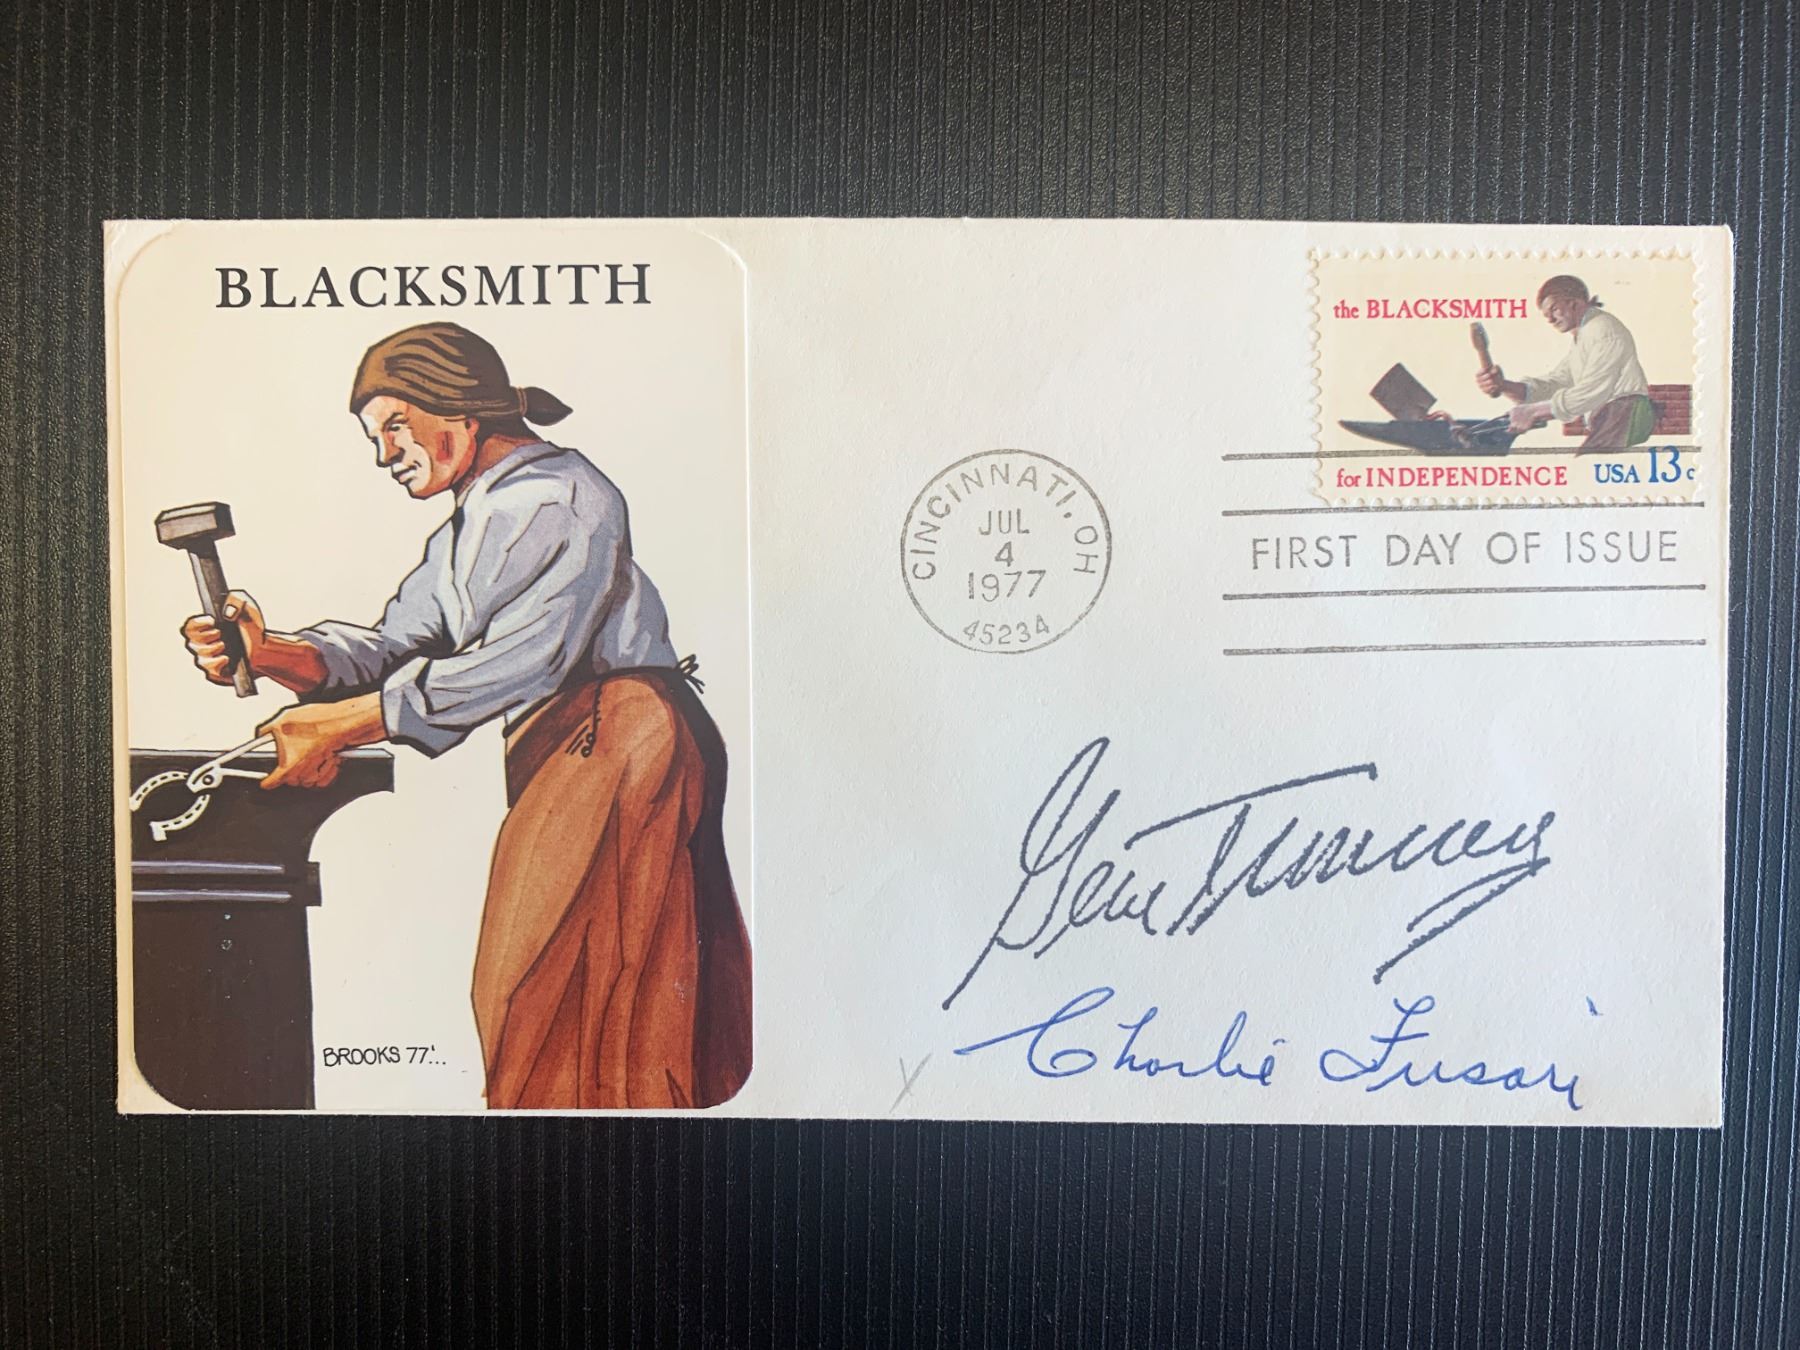 BLACKSMITH
the BLACKSMITH
for INDEPENDENCE USA 13c
CINCINNATI, OH
JUL
4
1977
45234
FIRST DAY OF ISSUE
Gene Tunney
Charlie Fusari
BROOKS 77'...